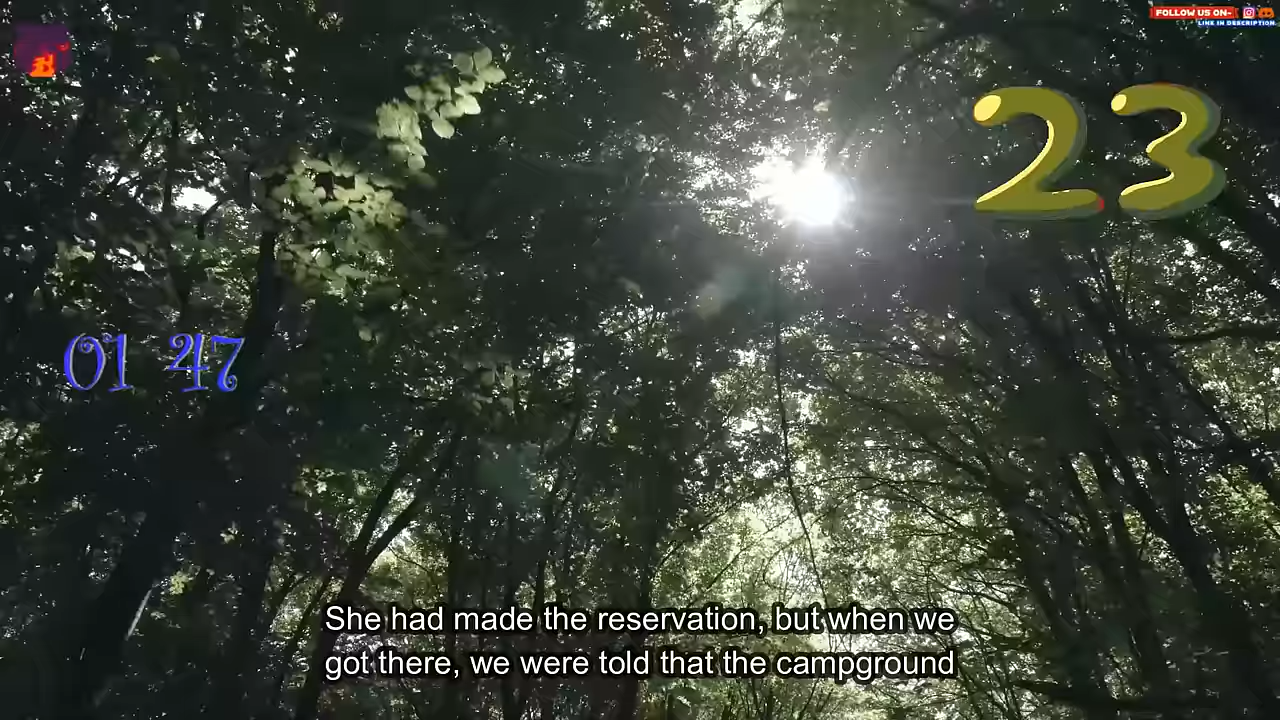 FOLLOW US ON-
LINK IN DESCRIPTION
23
01 47
She had made the reservation, but when we
got there, we were told that the campground